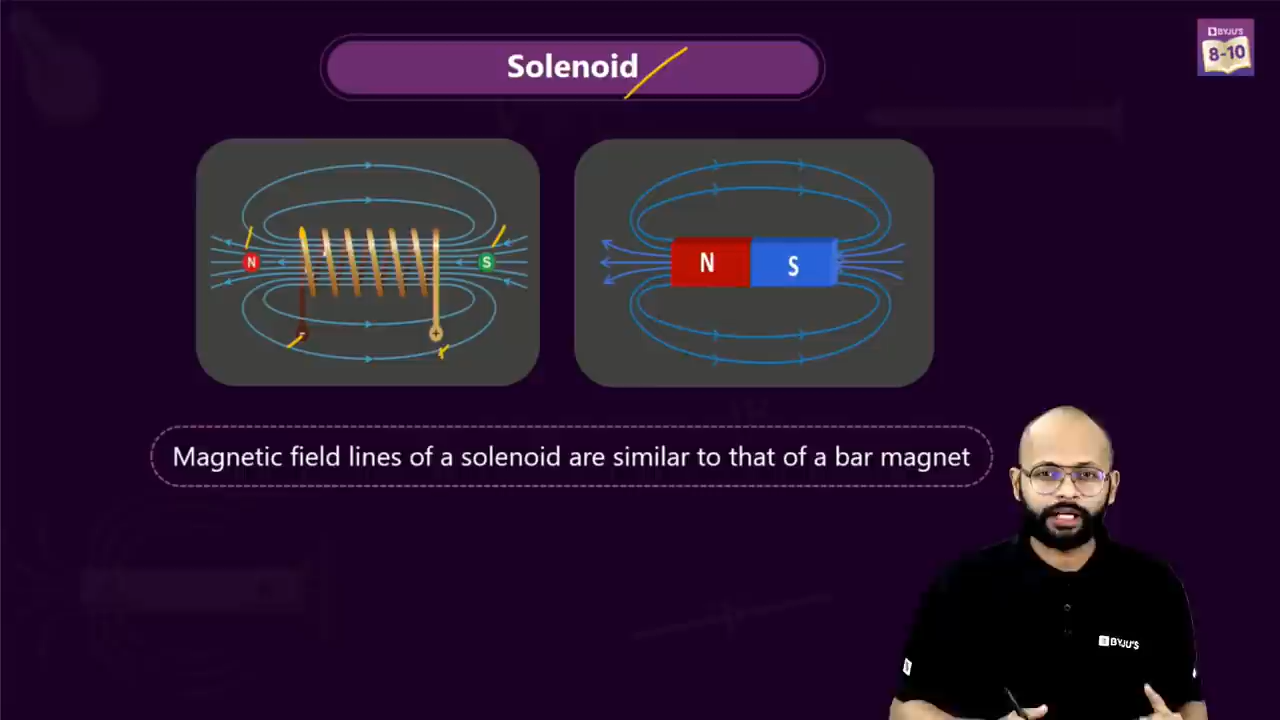 Solenoid
BYJU'S
8-10
N
S
-
+
N
S
Magnetic field lines of a solenoid are similar to that of a bar magnet
BYJU'S